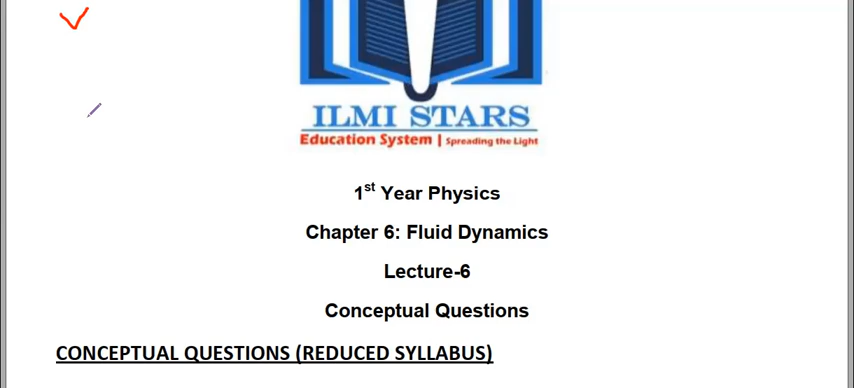 ILMI STARS
Education System | Spreading the Light
1st Year Physics
Chapter 6: Fluid Dynamics
Lecture-6
Conceptual Questions
CONCEPTUAL QUESTIONS (REDUCED SYLLABUS)